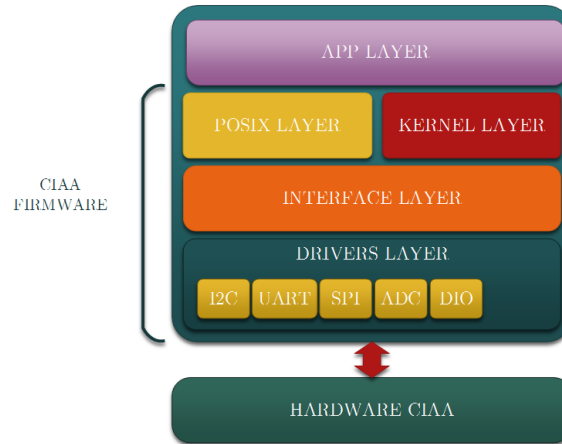 APP LAYER
POSIX LAYER
KERNEL LAYER
CIAA
FIRMWARE
INTERFACE LAYER
DRIVERS LAYER
I2C
UART
SPI
ADC
DIO
HARDWARE CIAA